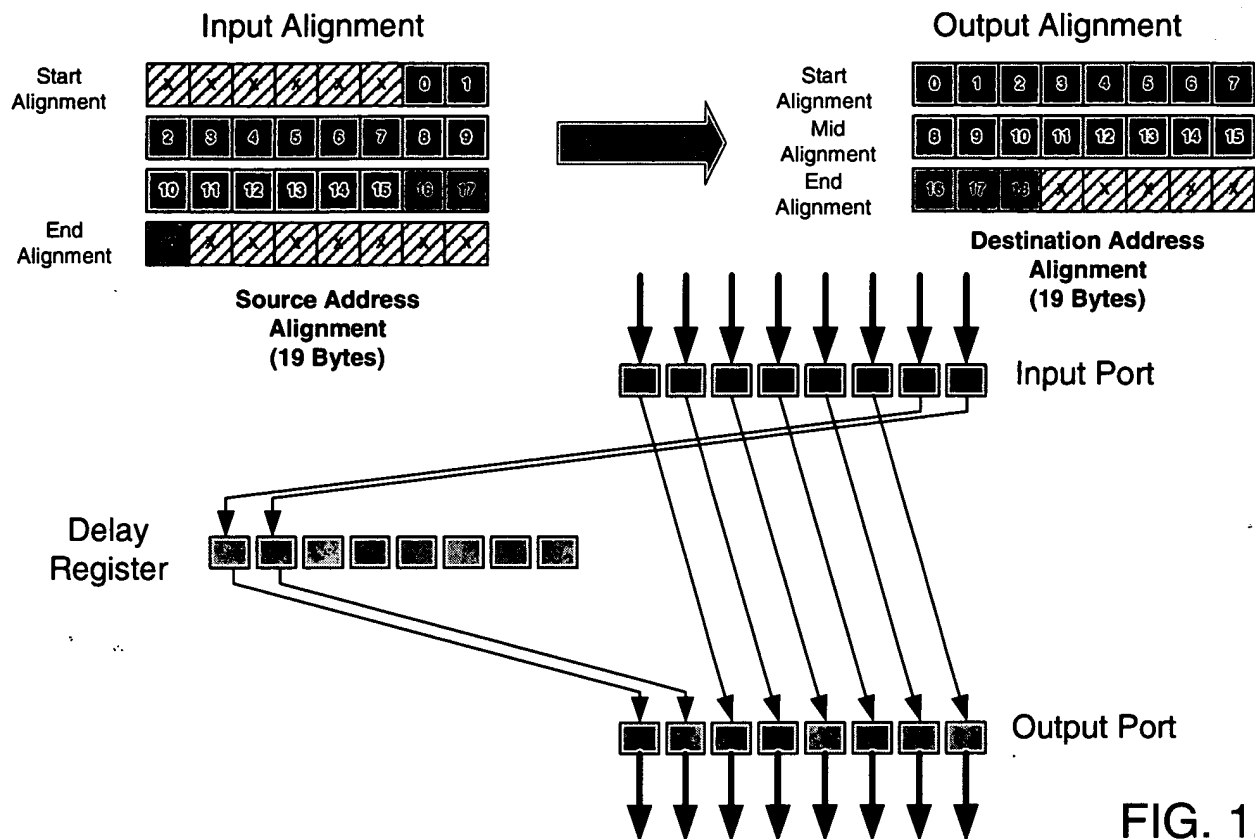 Input Alignment
Output Alignment
Start
Alignment
X X X X X X 0 1
2 3 4 5 6 7 8 9
10 11 12 13 14 15 16 17
End
Alignment
X X X X X X X
Source Address
Alignment
(19 Bytes)
Start
Alignment
0 1 2 3 4 5 6 7
Mid
Alignment
8 9 10 11 12 13 14 15
End
Alignment
16 17 18 X X X X X
Destination Address
Alignment
(19 Bytes)
Input Port
Delay
Register
Output Port
FIG. 1